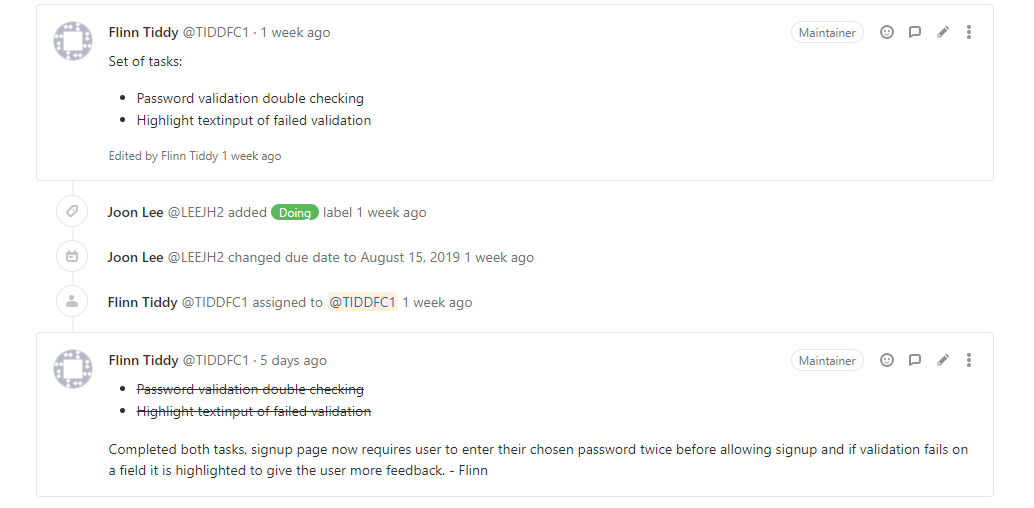 Flinn Tiddy @TIDDFC1 · 1 week ago Maintainer
Set of tasks:
• Password validation double checking
• Highlight textinput of failed validation
Edited by Flinn Tiddy 1 week ago
Joon Lee @LEEJH2 added Doing label 1 week ago
Joon Lee @LEEJH2 changed due date to August 15, 2019 1 week ago
Flinn Tiddy @TIDDFC1 assigned to @TIDDFC1 1 week ago
Flinn Tiddy @TIDDFC1 · 5 days ago Maintainer
• Password validation double checking
• Highlight textinput of failed validation
Completed both tasks, signup page now requires user to enter their chosen password twice before allowing signup and if validation fails on
a field it is highlighted to give the user more feedback. - Flinn